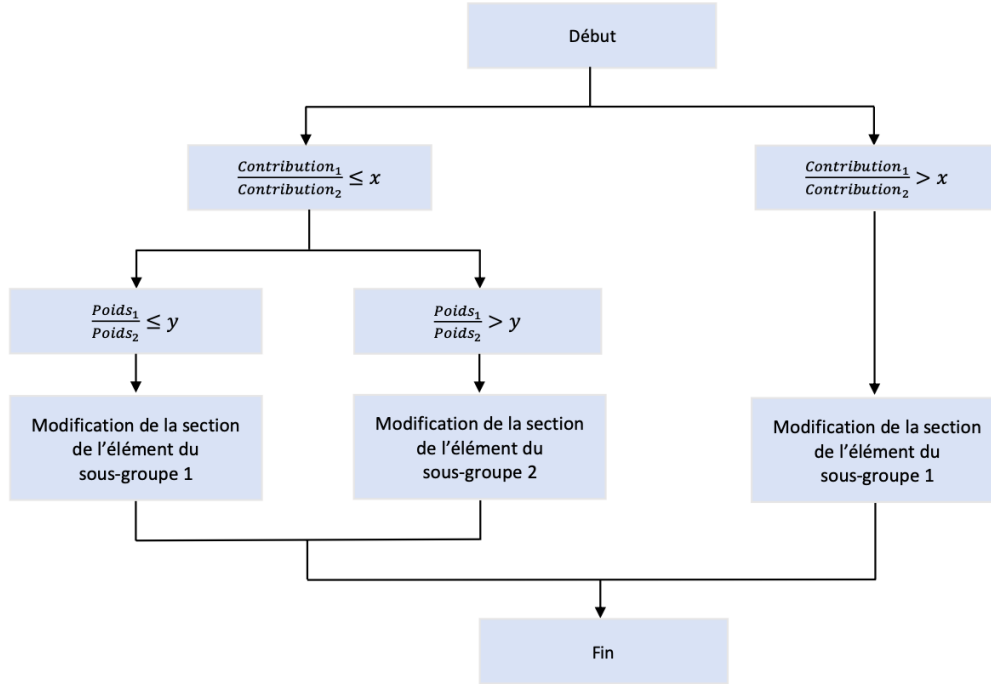 Début
Contribution₁
Contribution₂ ≤ x
Contribution₁
Contribution₂ > x
Poids₁
Poids₂ ≤ y
Poids₁
Poids₂ > y
Modification de la section
de l’élément du
sous-groupe 1
Modification de la section
de l’élément du
sous-groupe 2
Modification de la section
de l’élément du
sous-groupe 1
Fin